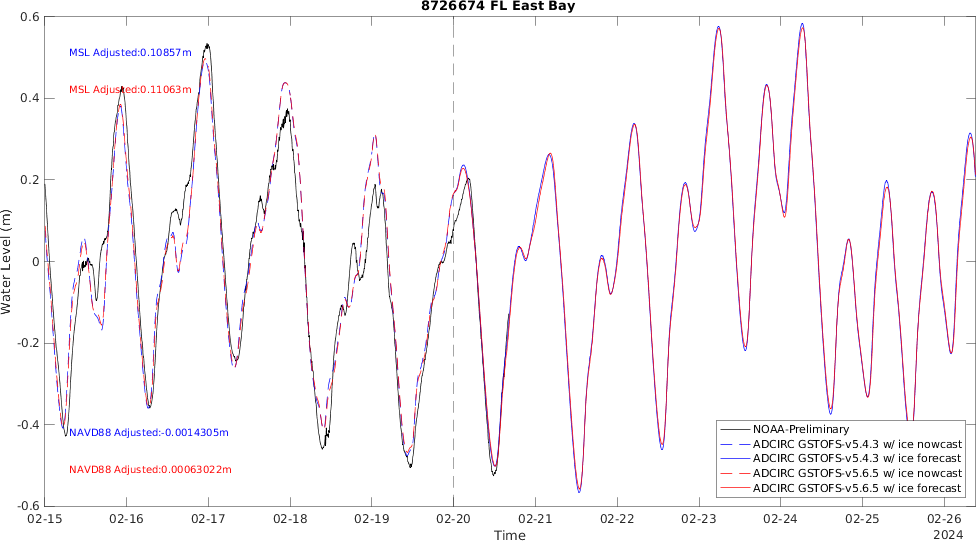 8726674 FL East Bay
0.6
0.4
0.2
0
-0.2
-0.4
-0.6
Water Level (m)
MSL Adjusted:0.10857m
MSL Adjusted:0.11063m
NAVD88 Adjusted:-0.0014305m
NAVD88 Adjusted:0.00063022m
NOAA-Preliminary
ADCIRC GSTOFS-v5.4.3 w/ ice nowcast
ADCIRC GSTOFS-v5.4.3 w/ ice forecast
ADCIRC GSTOFS-v5.6.5 w/ ice nowcast
ADCIRC GSTOFS-v5.6.5 w/ ice forecast
02-15 02-16 02-17 02-18 02-19 02-20 02-21 02-22 02-23 02-24 02-25 02-26
Time
2024